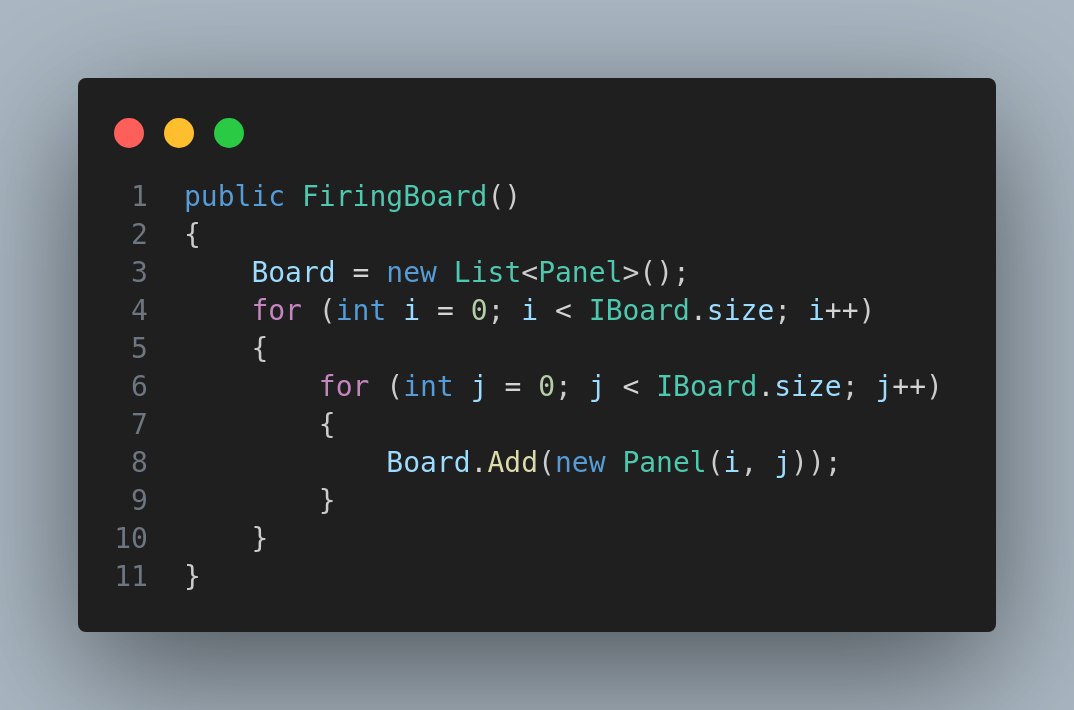 1 public FiringBoard()
2 {
3     Board = new List<Panel>();
4     for (int i = 0; i < IBoard.size; i++)
5     {
6         for (int j = 0; j < IBoard.size; j++)
7         {
8             Board.Add(new Panel(i, j));
9         }
10     }
11 }